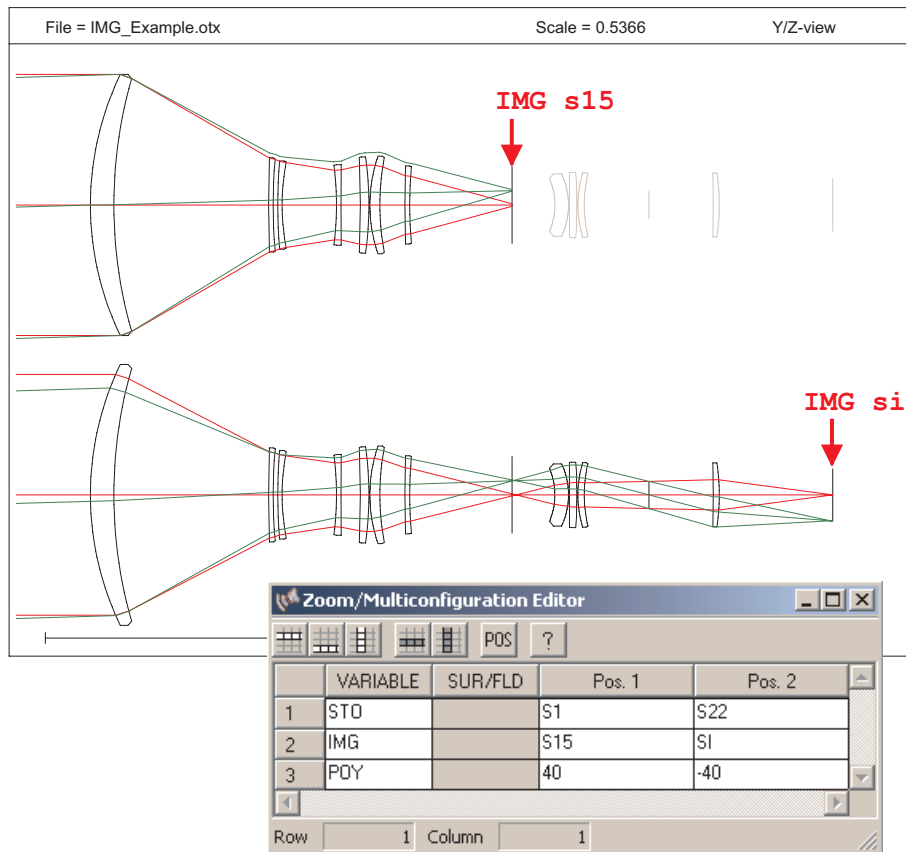 File = IMG_Example.otx Scale = 0.5366 Y/Z-view
IMG s15
IMG si
Zoom/Multiconfiguration Editor
POS ?
VARIABLE SUR/FLD Pos. 1 Pos. 2
1 STO S1 S22
2 IMG S15 SI
3 POY 40 -40
Row 1 Column 1